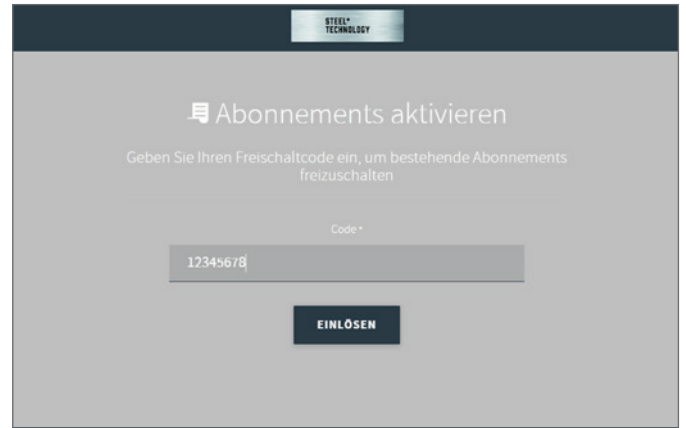 STEEL+
TECHNOLOGY
Abonnements aktivieren
Geben Sie Ihren Freischaltcode ein, um bestehende Abonnements
freizuschalten
Code *
12345678
EINLÖSEN